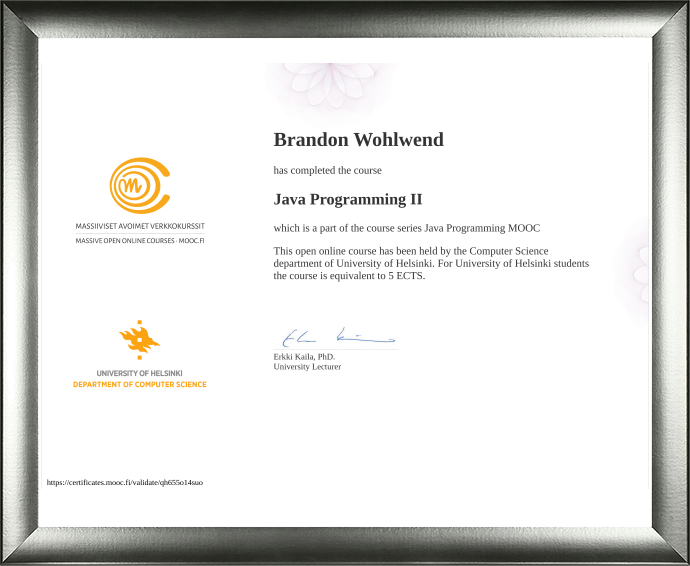 Brandon Wohlwend
has completed the course
Java Programming II
which is a part of the course series Java Programming MOOC
This open online course has been held by the Computer Science
department of University of Helsinki. For University of Helsinki students
the course is equivalent to 5 ECTS.
Erkki Kaila, PhD.
University Lecturer
m
MASSIIVISET AVOIMET VERKKOKURSSIT
MASSIVE OPEN ONLINE COURSES · MOOC.FI
UNIVERSITY OF HELSINKI
DEPARTMENT OF COMPUTER SCIENCE
https://certificates.mooc.fi/validate/qh655o14suo